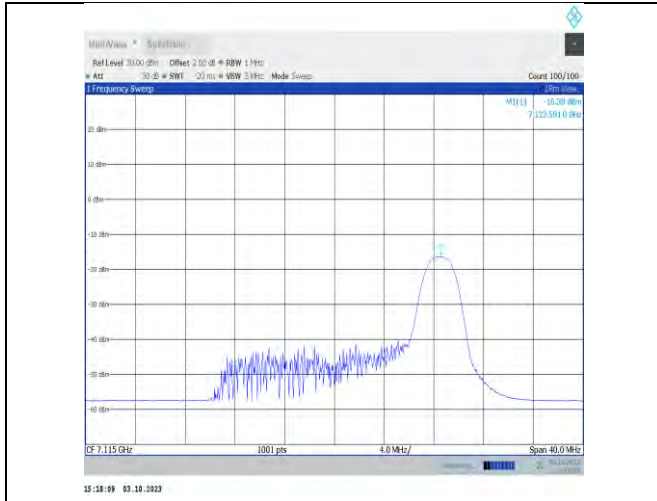 MultiView Spectrum
Ref Level 30.00 dBm Offset 2.02 dB RBW 1 MHz
Att 30 dB SWT 20 ms VBW 3 MHz Mode Sweep Count 100/100
1 Frequency Sweep 1Rm View
M1[1] -16.38 dBm
7.123 591 0 GHz
20 dBm
10 dBm
0 dBm
-10 dBm
-20 dBm
-30 dBm
-40 dBm
-50 dBm
-60 dBm
CF 7.115 GHz 1001 pts 4.0 MHz/ Span 40.0 MHz
15:18:09 03.10.2023